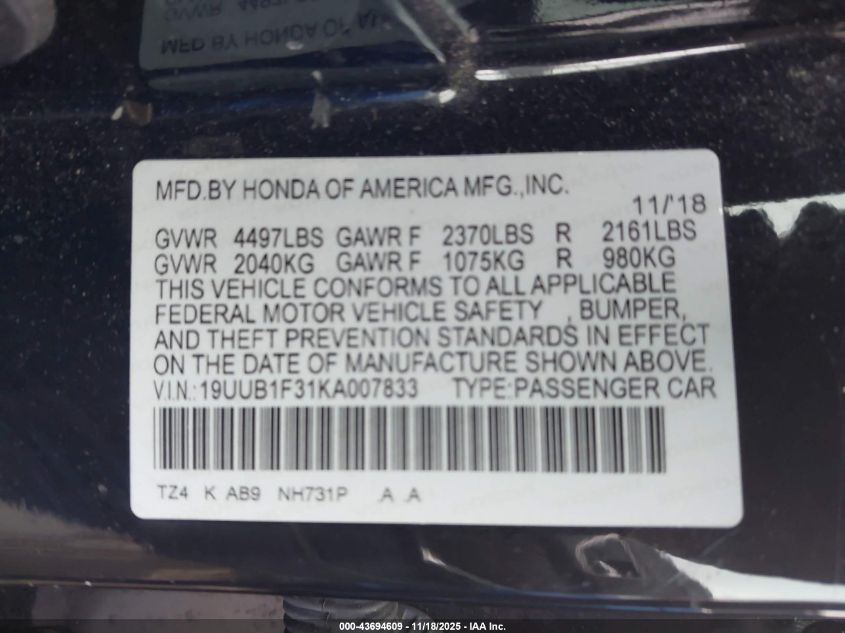 MFD.BY HONDA OF AMERICA MFG.,INC.
11/'18
GVWR 4497LBS GAWR F 2370LBS R 2161LBS
GVWR 2040KG GAWR F 1075KG R 980KG
THIS VEHICLE CONFORMS TO ALL APPLICABLE
FEDERAL MOTOR VEHICLE SAFETY , BUMPER,
AND THEFT PREVENTION STANDARDS IN EFFECT
ON THE DATE OF MANUFACTURE SHOWN ABOVE.
V.I.N.:19UUB1F31KA007833 TYPE:PASSENGER CAR
TZ4 K AB9 NH731P .A .A
000-43694609 - 11/18/2025 - IAA Inc.